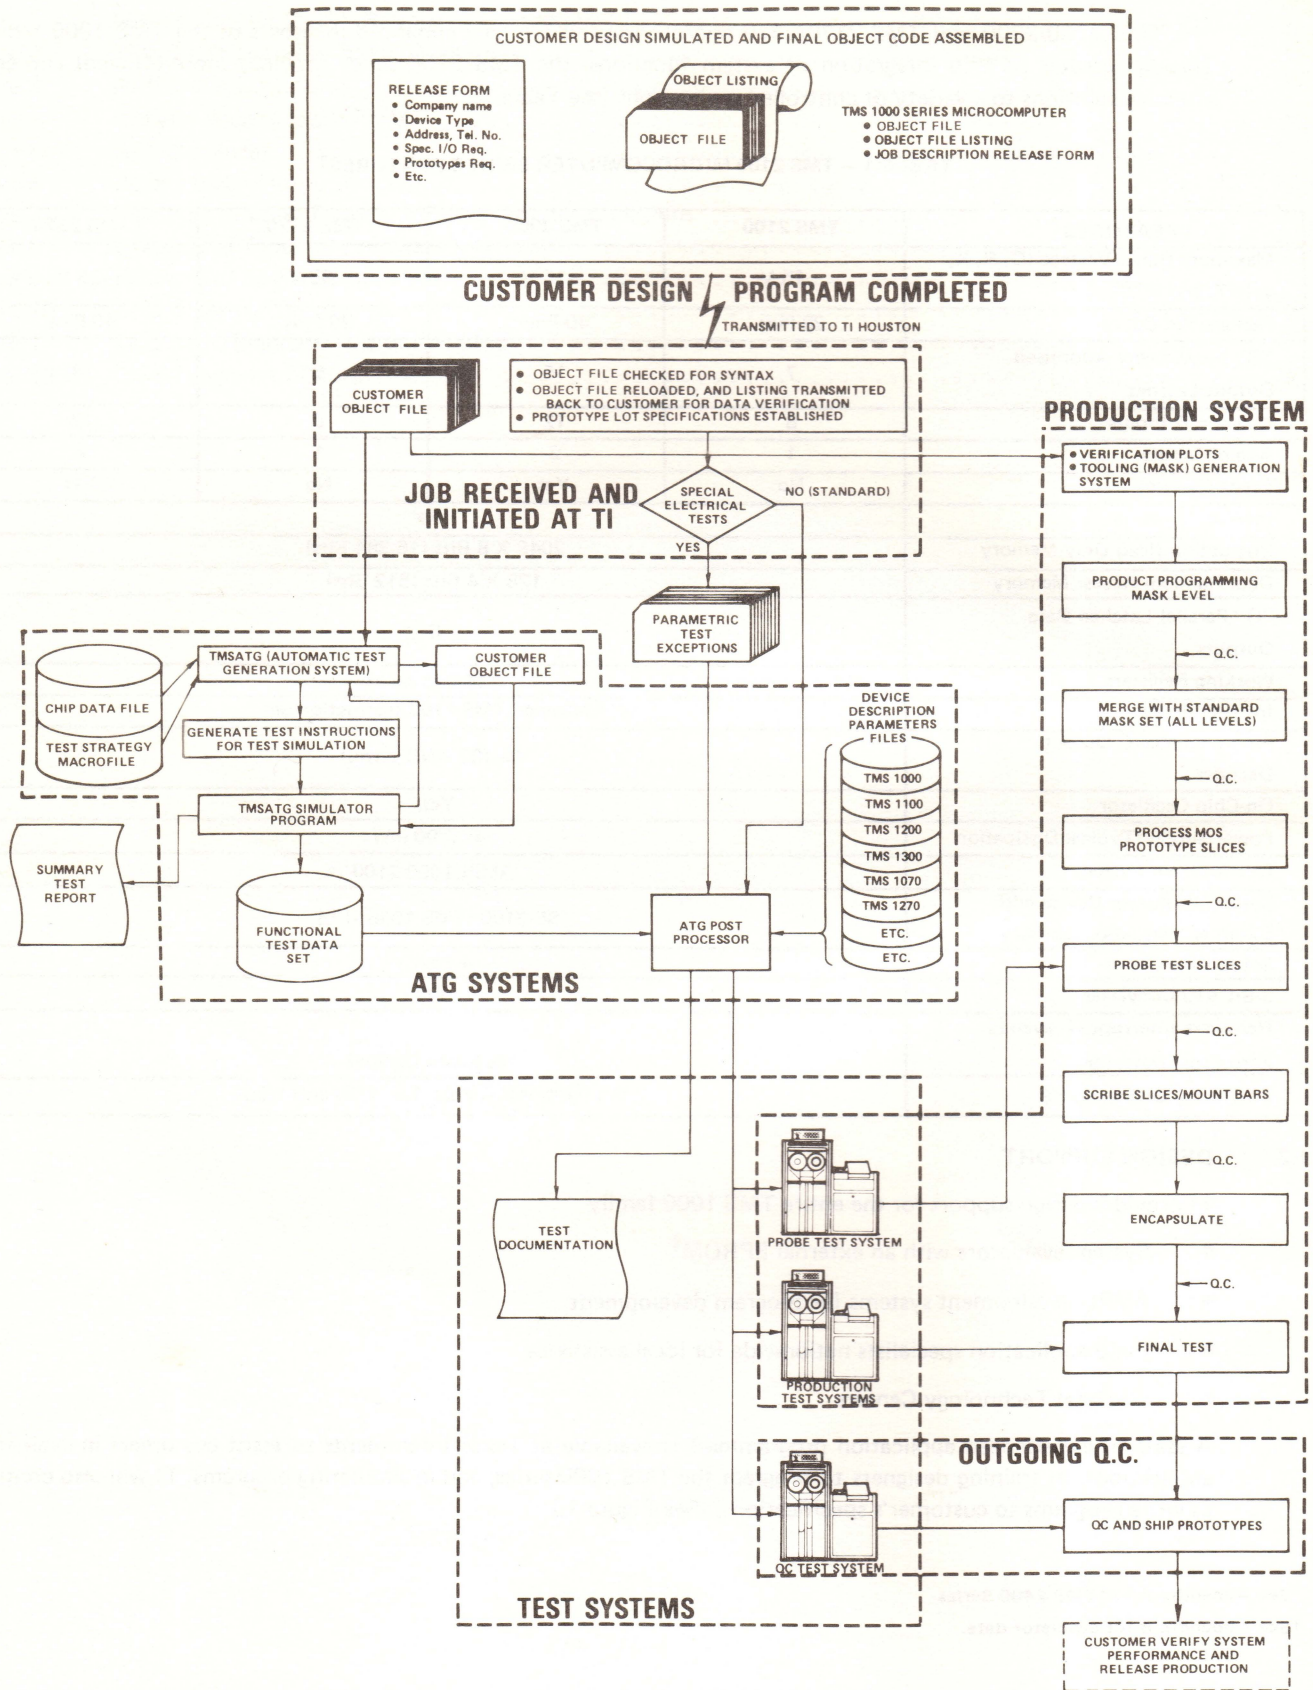 CUSTOMER DESIGN SIMULATED AND FINAL OBJECT CODE ASSEMBLED
RELEASE FORM
• Company name
• Device Type
• Address, Tel. No.
• Spec. I/O Req.
• Prototypes Req.
• Etc.
OBJECT LISTING
OBJECT FILE
TMS 1000 SERIES MICROCOMPUTER
• OBJECT FILE
• OBJECT FILE LISTING
• JOB DESCRIPTION RELEASE FORM
CUSTOMER DESIGN PROGRAM COMPLETED
TRANSMITTED TO TI HOUSTON
CUSTOMER
OBJECT FILE
• OBJECT FILE CHECKED FOR SYNTAX
• OBJECT FILE RELOADED, AND LISTING TRANSMITTED
BACK TO CUSTOMER FOR DATA VERIFICATION
• PROTOTYPE LOT SPECIFICATIONS ESTABLISHED
JOB RECEIVED AND
INITIATED AT TI
SPECIAL
ELECTRICAL
TESTS
NO (STANDARD)
YES
PARAMETRIC
TEST
EXCEPTIONS
CHIP DATA FILE
TEST STRATEGY
MACROFILE
TMSATG (AUTOMATIC TEST
GENERATION SYSTEM)
CUSTOMER
OBJECT FILE
GENERATE TEST INSTRUCTIONS
FOR TEST SIMULATION
TMSATG SIMULATOR
PROGRAM
SUMMARY
TEST
REPORT
FUNCTIONAL
TEST DATA
SET
ATG POST
PROCESSOR
DEVICE
DESCRIPTION
PARAMETERS
FILES
TMS 1000
TMS 1100
TMS 1200
TMS 1300
TMS 1070
TMS 1270
ETC.
ETC.
ATG SYSTEMS
TEST
DOCUMENTATION
PROBE TEST SYSTEM
PRODUCTION
TEST SYSTEMS
QC TEST SYSTEM
TEST SYSTEMS
PRODUCTION SYSTEM
• VERIFICATION PLOTS
• TOOLING (MASK) GENERATION
SYSTEM
PRODUCT PROGRAMMING
MASK LEVEL
Q.C.
MERGE WITH STANDARD
MASK SET (ALL LEVELS)
Q.C.
PROCESS MOS
PROTOTYPE SLICES
Q.C.
PROBE TEST SLICES
Q.C.
SCRIBE SLICES/MOUNT BARS
Q.C.
ENCAPSULATE
Q.C.
FINAL TEST
OUTGOING Q.C.
QC AND SHIP PROTOTYPES
CUSTOMER VERIFY SYSTEM
PERFORMANCE AND
RELEASE PRODUCTION